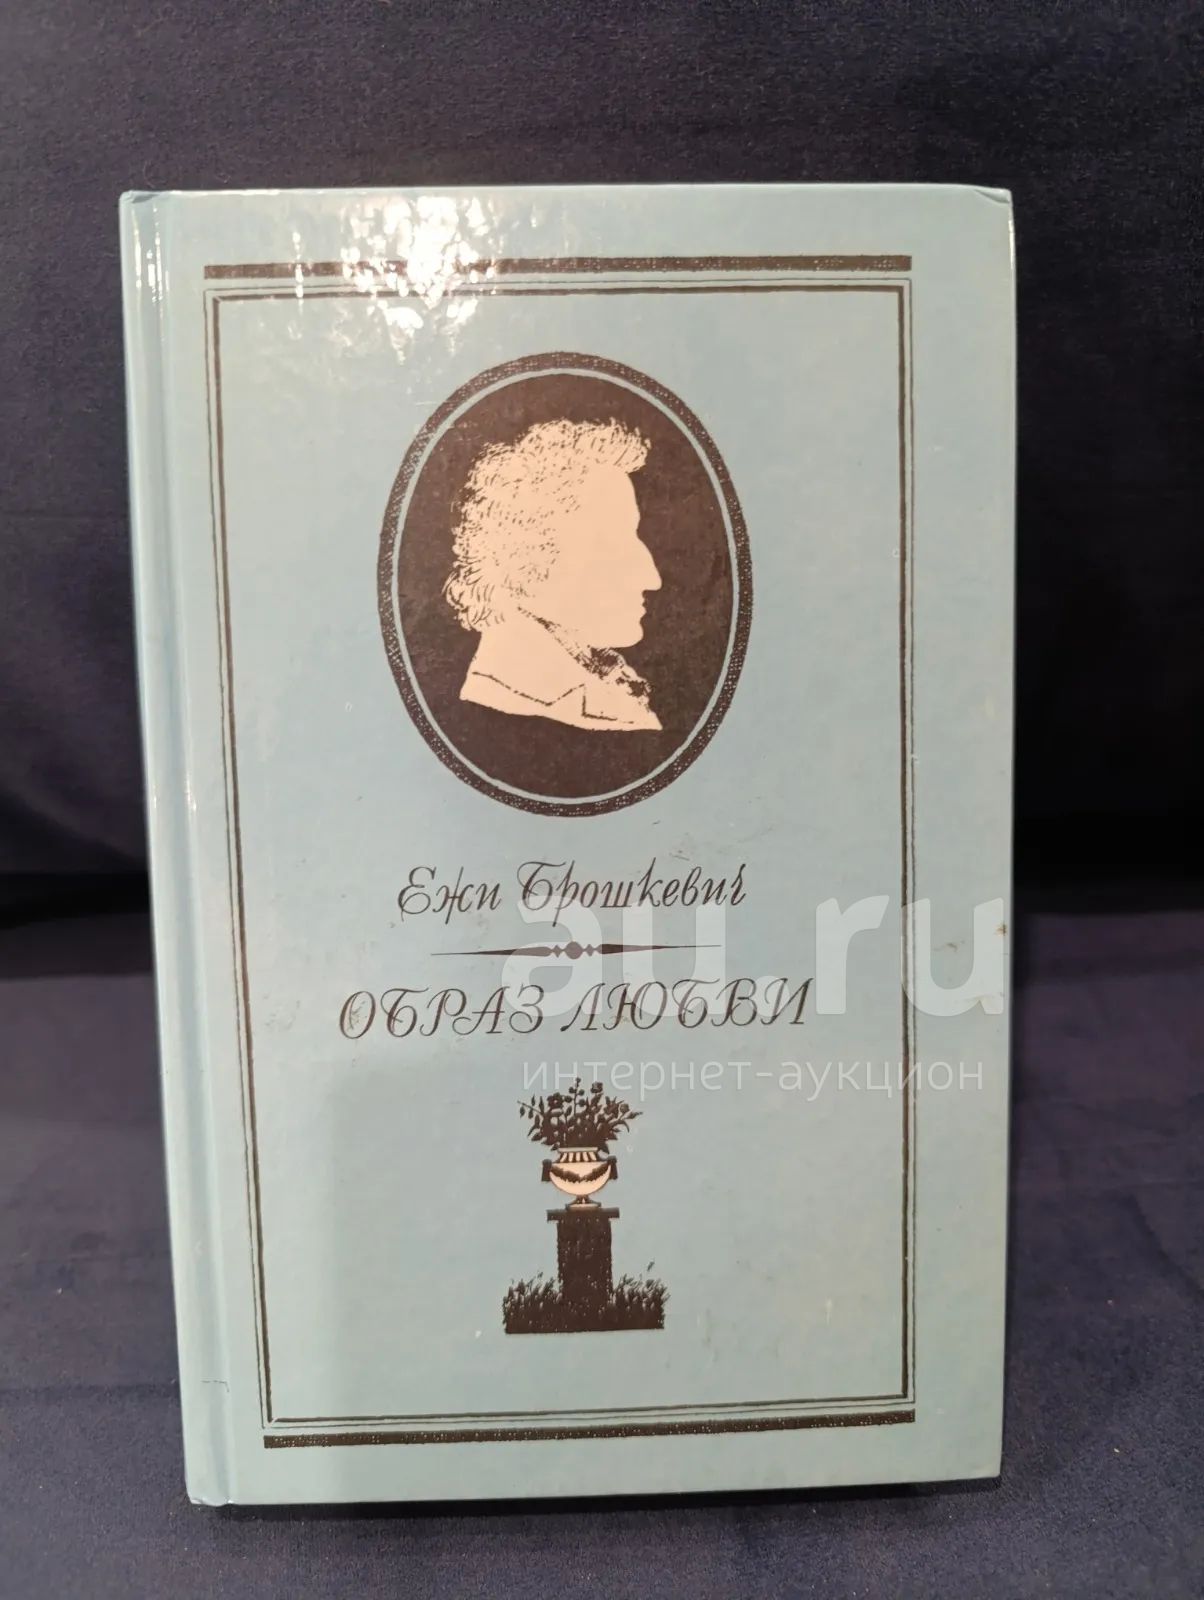 Ежи Брошкевич
ОБРАЗ ЛЮБВИ
au.ru
интернет-аукцион